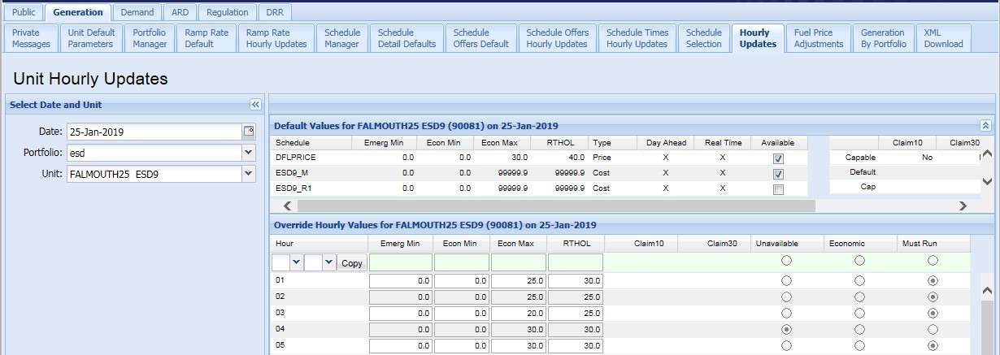 Public Generation Demand ARD Regulation DRR
Private Messages Unit Default Parameters Portfolio Manager Ramp Rate Default Ramp Rate Hourly Updates Schedule Manager Schedule Detail Defaults Schedule Offers Default Schedule Offers Hourly Updates Schedule Times Hourly Updates Schedule Selection Hourly Updates Fuel Price Adjustments Generation By Portfolio XML Download
Unit Hourly Updates
Select Date and Unit
Date: 25-Jan-2019
Portfolio: esd
Unit: FALMOUTH25 ESD9
Default Values for FALMOUTH25 ESD9 (90081) on 25-Jan-2019
Schedule Emerg Min Econ Min Econ Max RTHOL Type Day Ahead Real Time Available Claim10 Claim30
DFLPRICE 0.0 0.0 30.0 40.0 Price X X Capable No
ESD9_M 0.0 0.0 99999.9 99999.9 Cost X X Default
ESD9_R1 0.0 0.0 99999.9 99999.9 Cost X X Cap
Override Hourly Values for FALMOUTH25 ESD9 (90081) on 25-Jan-2019
Hour Emerg Min Econ Min Econ Max RTHOL Claim10 Claim30 Unavailable Economic Must Run
Copy
01 0.0 0.0 25.0 30.0
02 0.0 0.0 25.0 25.0
03 0.0 0.0 20.0 25.0
04 0.0 0.0 30.0 30.0
05 0.0 0.0 30.0 30.0